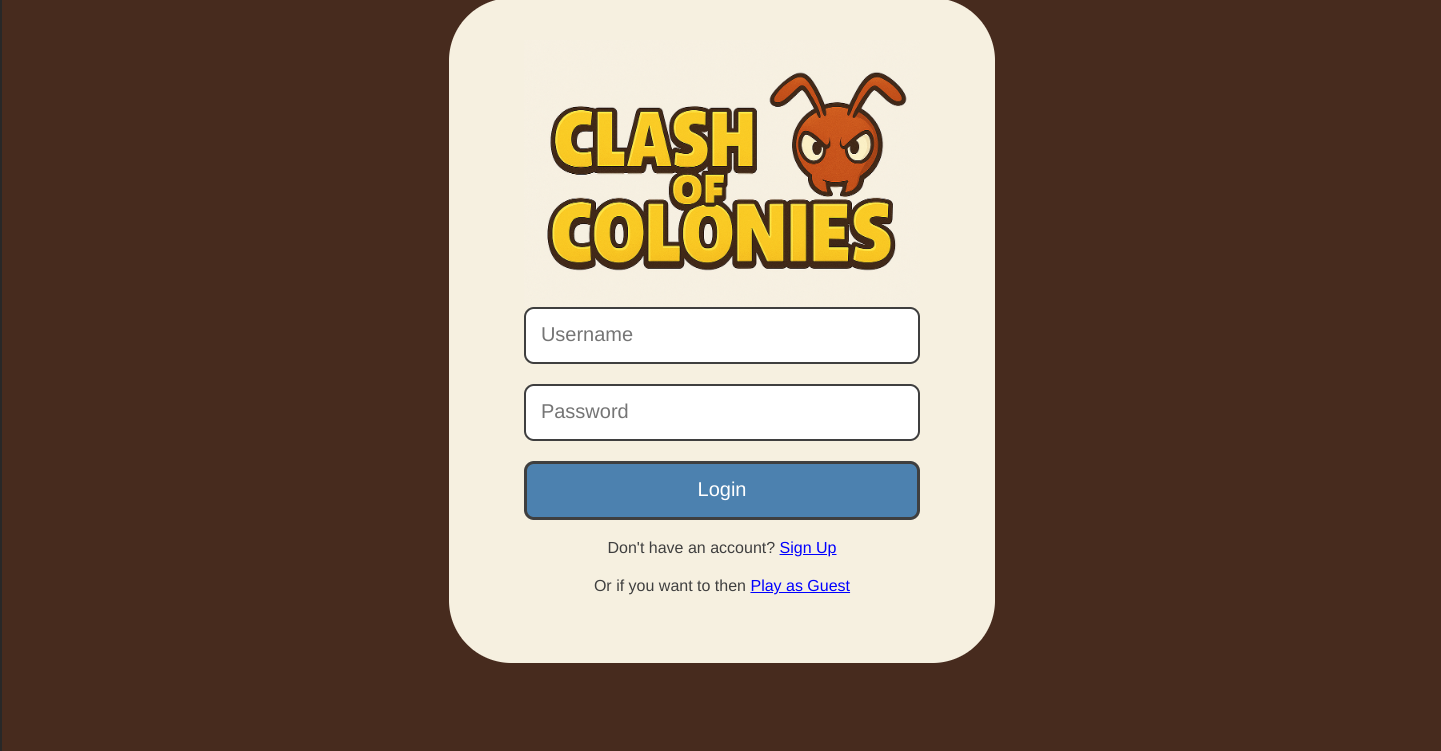 CLASH
OF
COLONIES
Username
Password
Login
Don't have an account? Sign Up
Or if you want to then Play as Guest